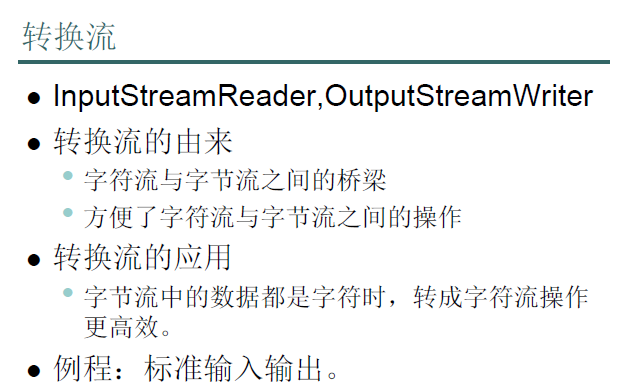 转换流
InputStreamReader,OutputStreamWriter
转换流的由来
字符流与字节流之间的桥梁
方便了字符流与字节流之间的操作
转换流的应用
字节流中的数据都是字符时，转成字符流操作
更高效。
例程：标准输入输出。